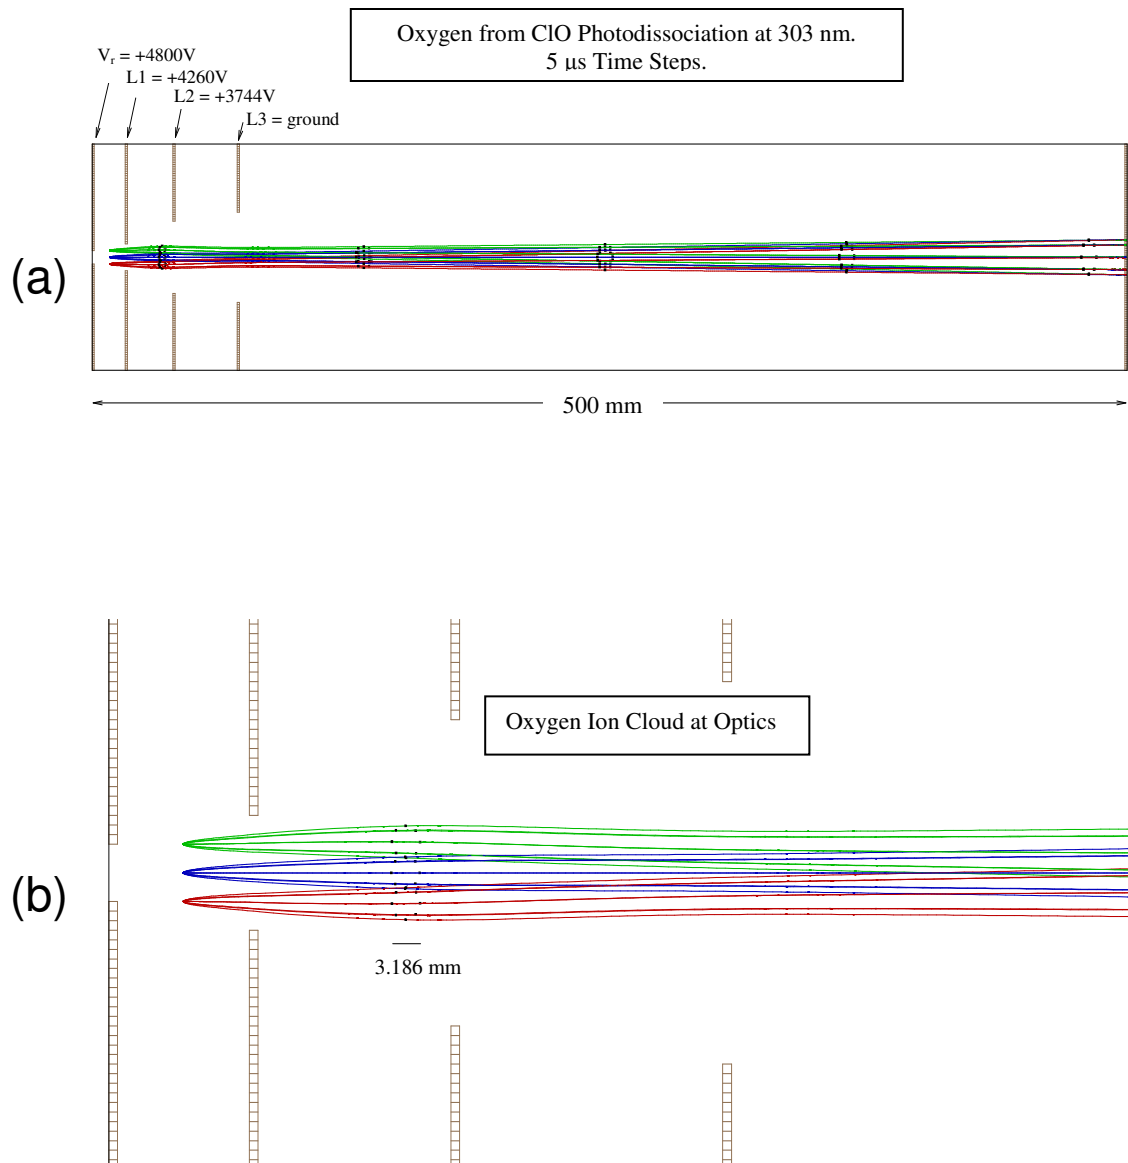 Oxygen from ClO Photodissociation at 303 nm.
5 μs Time Steps.
Vr = +4800V
L1 = +4260V
L2 = +3744V
L3 = ground
(a)
500 mm
Oxygen Ion Cloud at Optics
(b)
3.186 mm